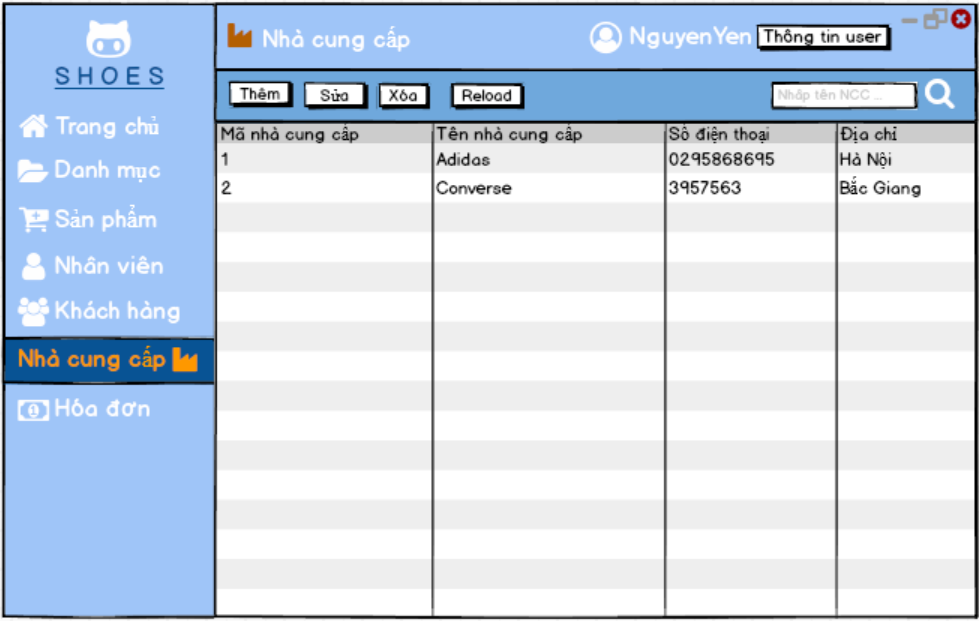 SHOES
Trang chủ
Danh mục
Sản phẩm
Nhân viên
Khách hàng
Nhà cung cấp
Hóa đơn
Nhà cung cấp
NguyenYen
Thông tin user
Thêm
Sửa
Xóa
Reload
Nhập tên NCC ...
Mã nhà cung cấp Tên nhà cung cấp Số điện thoại Địa chỉ
1 Adidas 0295868695 Hà Nội
2 Converse 3957563 Bắc Giang